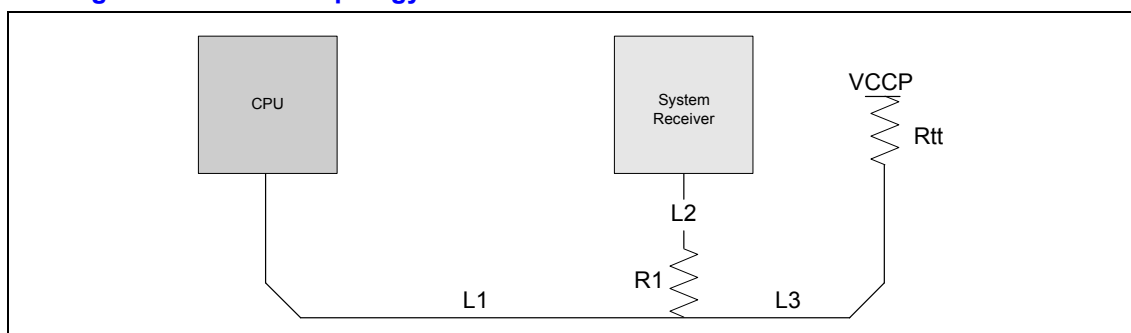 CPU
System
Receiver
VCCP
Rtt
L2
R1
L1
L3